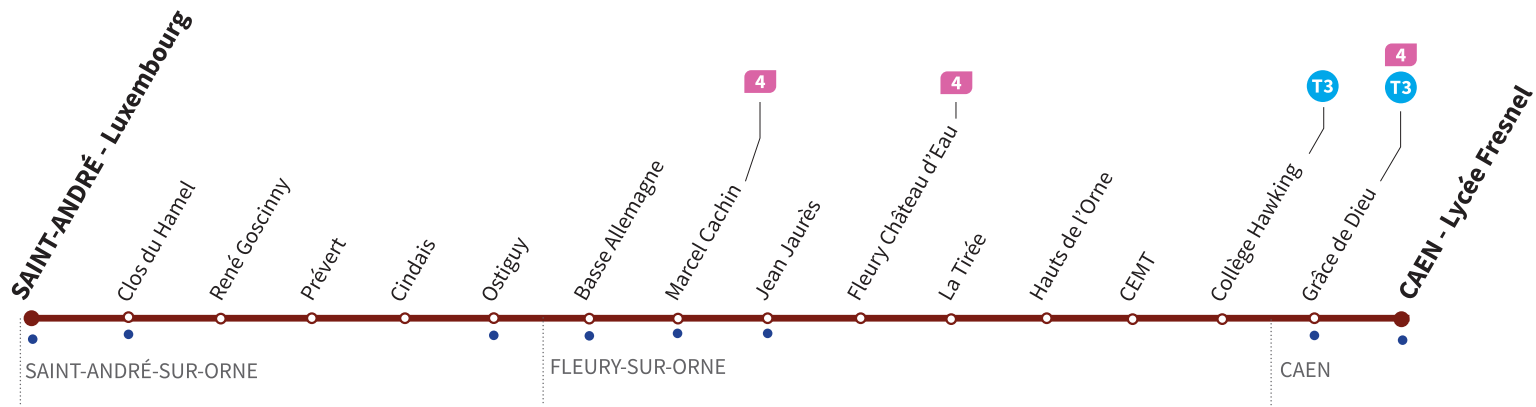 SAINT-ANDRÉ - Luxembourg
Clos du Hamel
René Goscinny
Prévert
Cindais
Ostiguy
Basse Allemagne
Marcel Cachin
4
Jean Jaurès
Fleury Château d'Eau
4
La Tirée
Hauts de l'Orne
CEMT
Collège Hawking
T3
Grâce de Dieu
4
T3
CAEN - Lycée Fresnel
SAINT-ANDRÉ-SUR-ORNE
FLEURY-SUR-ORNE
CAEN